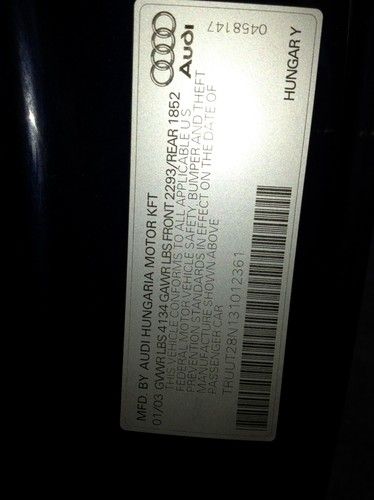 MFD. BY AUDI HUNGARIA MOTOR KFT
01/03 GVWR LBS 4134 GAWR LBS FRONT 2293/REAR 1852
THIS VEHICLE CONFORMS TO ALL APPLICABLE U S
FEDERAL MOTOR VEHICLE SAFETY, BUMPER AND THEFT
PREVENTION STANDARDS IN EFFECT ON THE DATE OF
MANUFACTURE SHOWN ABOVE
PASSENGER CAR
TRUUT28N131012361
Audi
0458147
HUNGARY